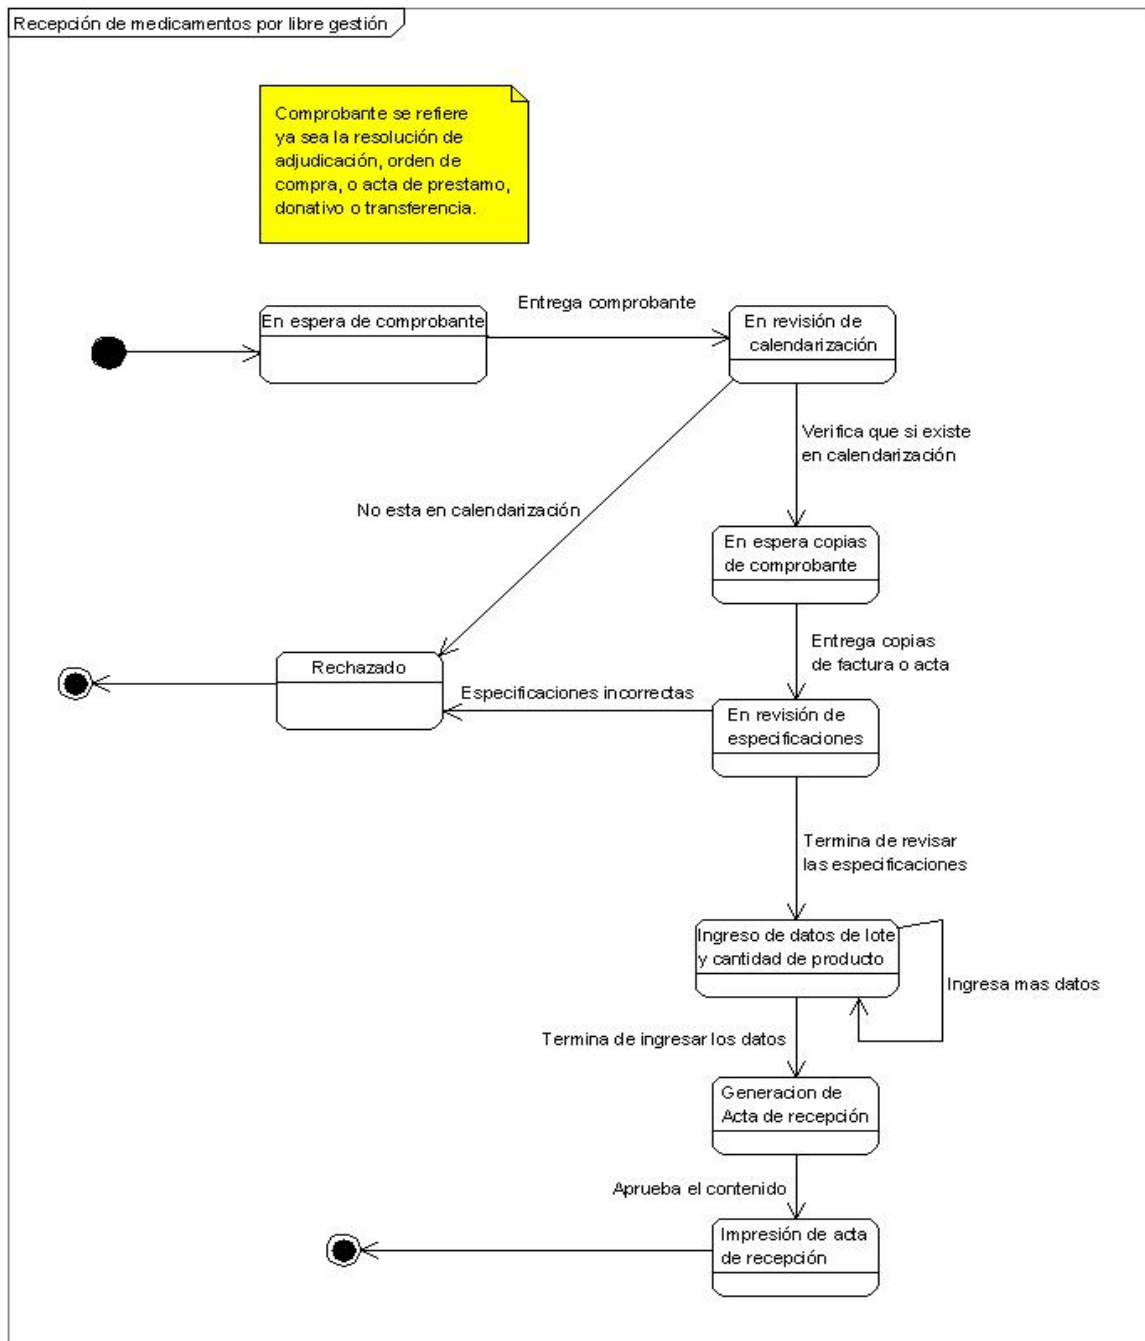 Recepción de medicamentos por libre gestión
Comprobante se refiere
ya sea la resolución de
adjudicación, orden de
compra, o acta de prestamo,
donativo o transferencia.
Entrega comprobante
En espera de comprobante
En revisión de
calendarización
Verifica que si existe
en calendarización
No esta en calendarización
En espera copias
de comprobante
Entrega copias
de factura o acta
Rechazado
Especificaciones incorrectas
En revisión de
especificaciones
Termina de revisar
las especificaciones
Ingreso de datos de lote
y cantidad de producto
Ingresa mas datos
Termina de ingresar los datos
Generacion de
Acta de recepción
Aprueba el contenido
Impresión de acta
de recepción